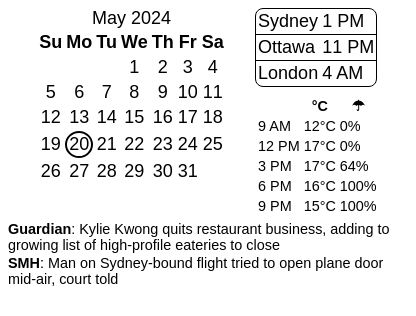 May 2024
Su Mo Tu We Th Fr Sa
1 2 3 4
5 6 7 8 9 10 11
12 13 14 15 16 17 18
19 20 21 22 23 24 25
26 27 28 29 30 31
Sydney 1 PM
Ottawa 11 PM
London 4 AM
°C ☂
9 AM 12°C 0%
12 PM 17°C 0%
3 PM 17°C 64%
6 PM 16°C 100%
9 PM 15°C 100%
Guardian: Kylie Kwong quits restaurant business, adding to
growing list of high-profile eateries to close
SMH: Man on Sydney-bound flight tried to open plane door
mid-air, court told